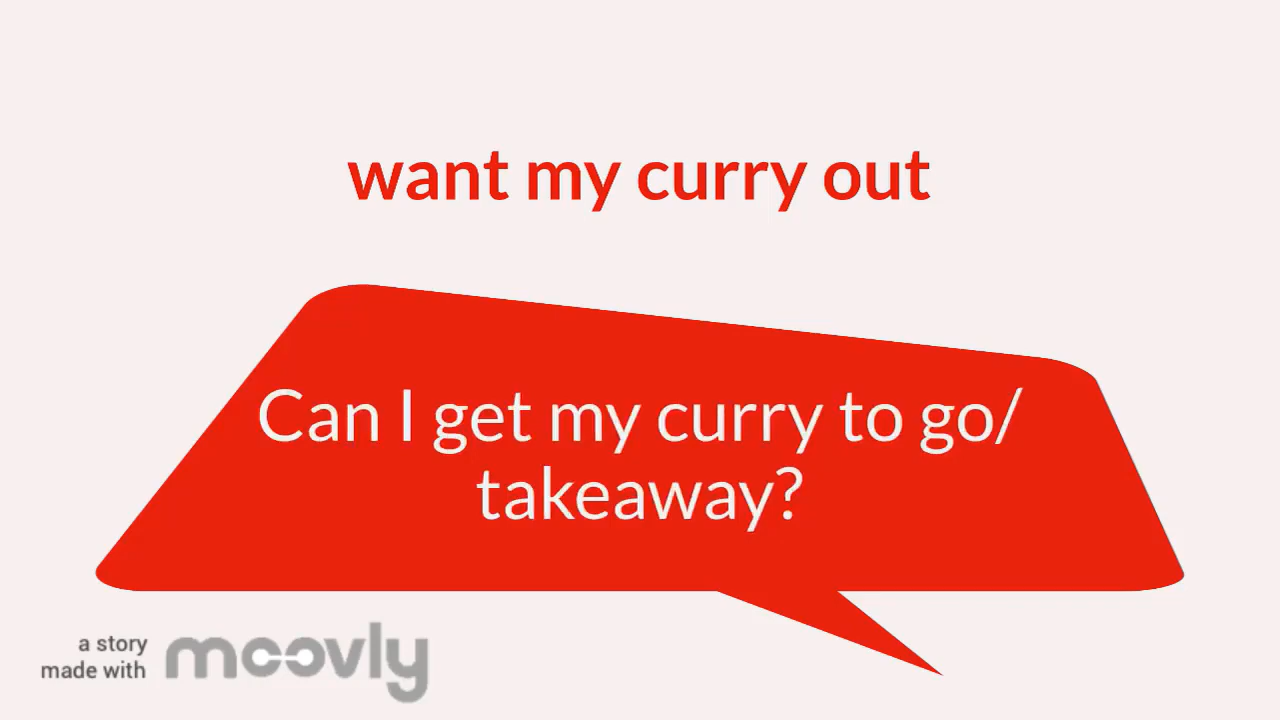 want my curry out
Can I get my curry to go/
takeaway?
a story
made with
moovly